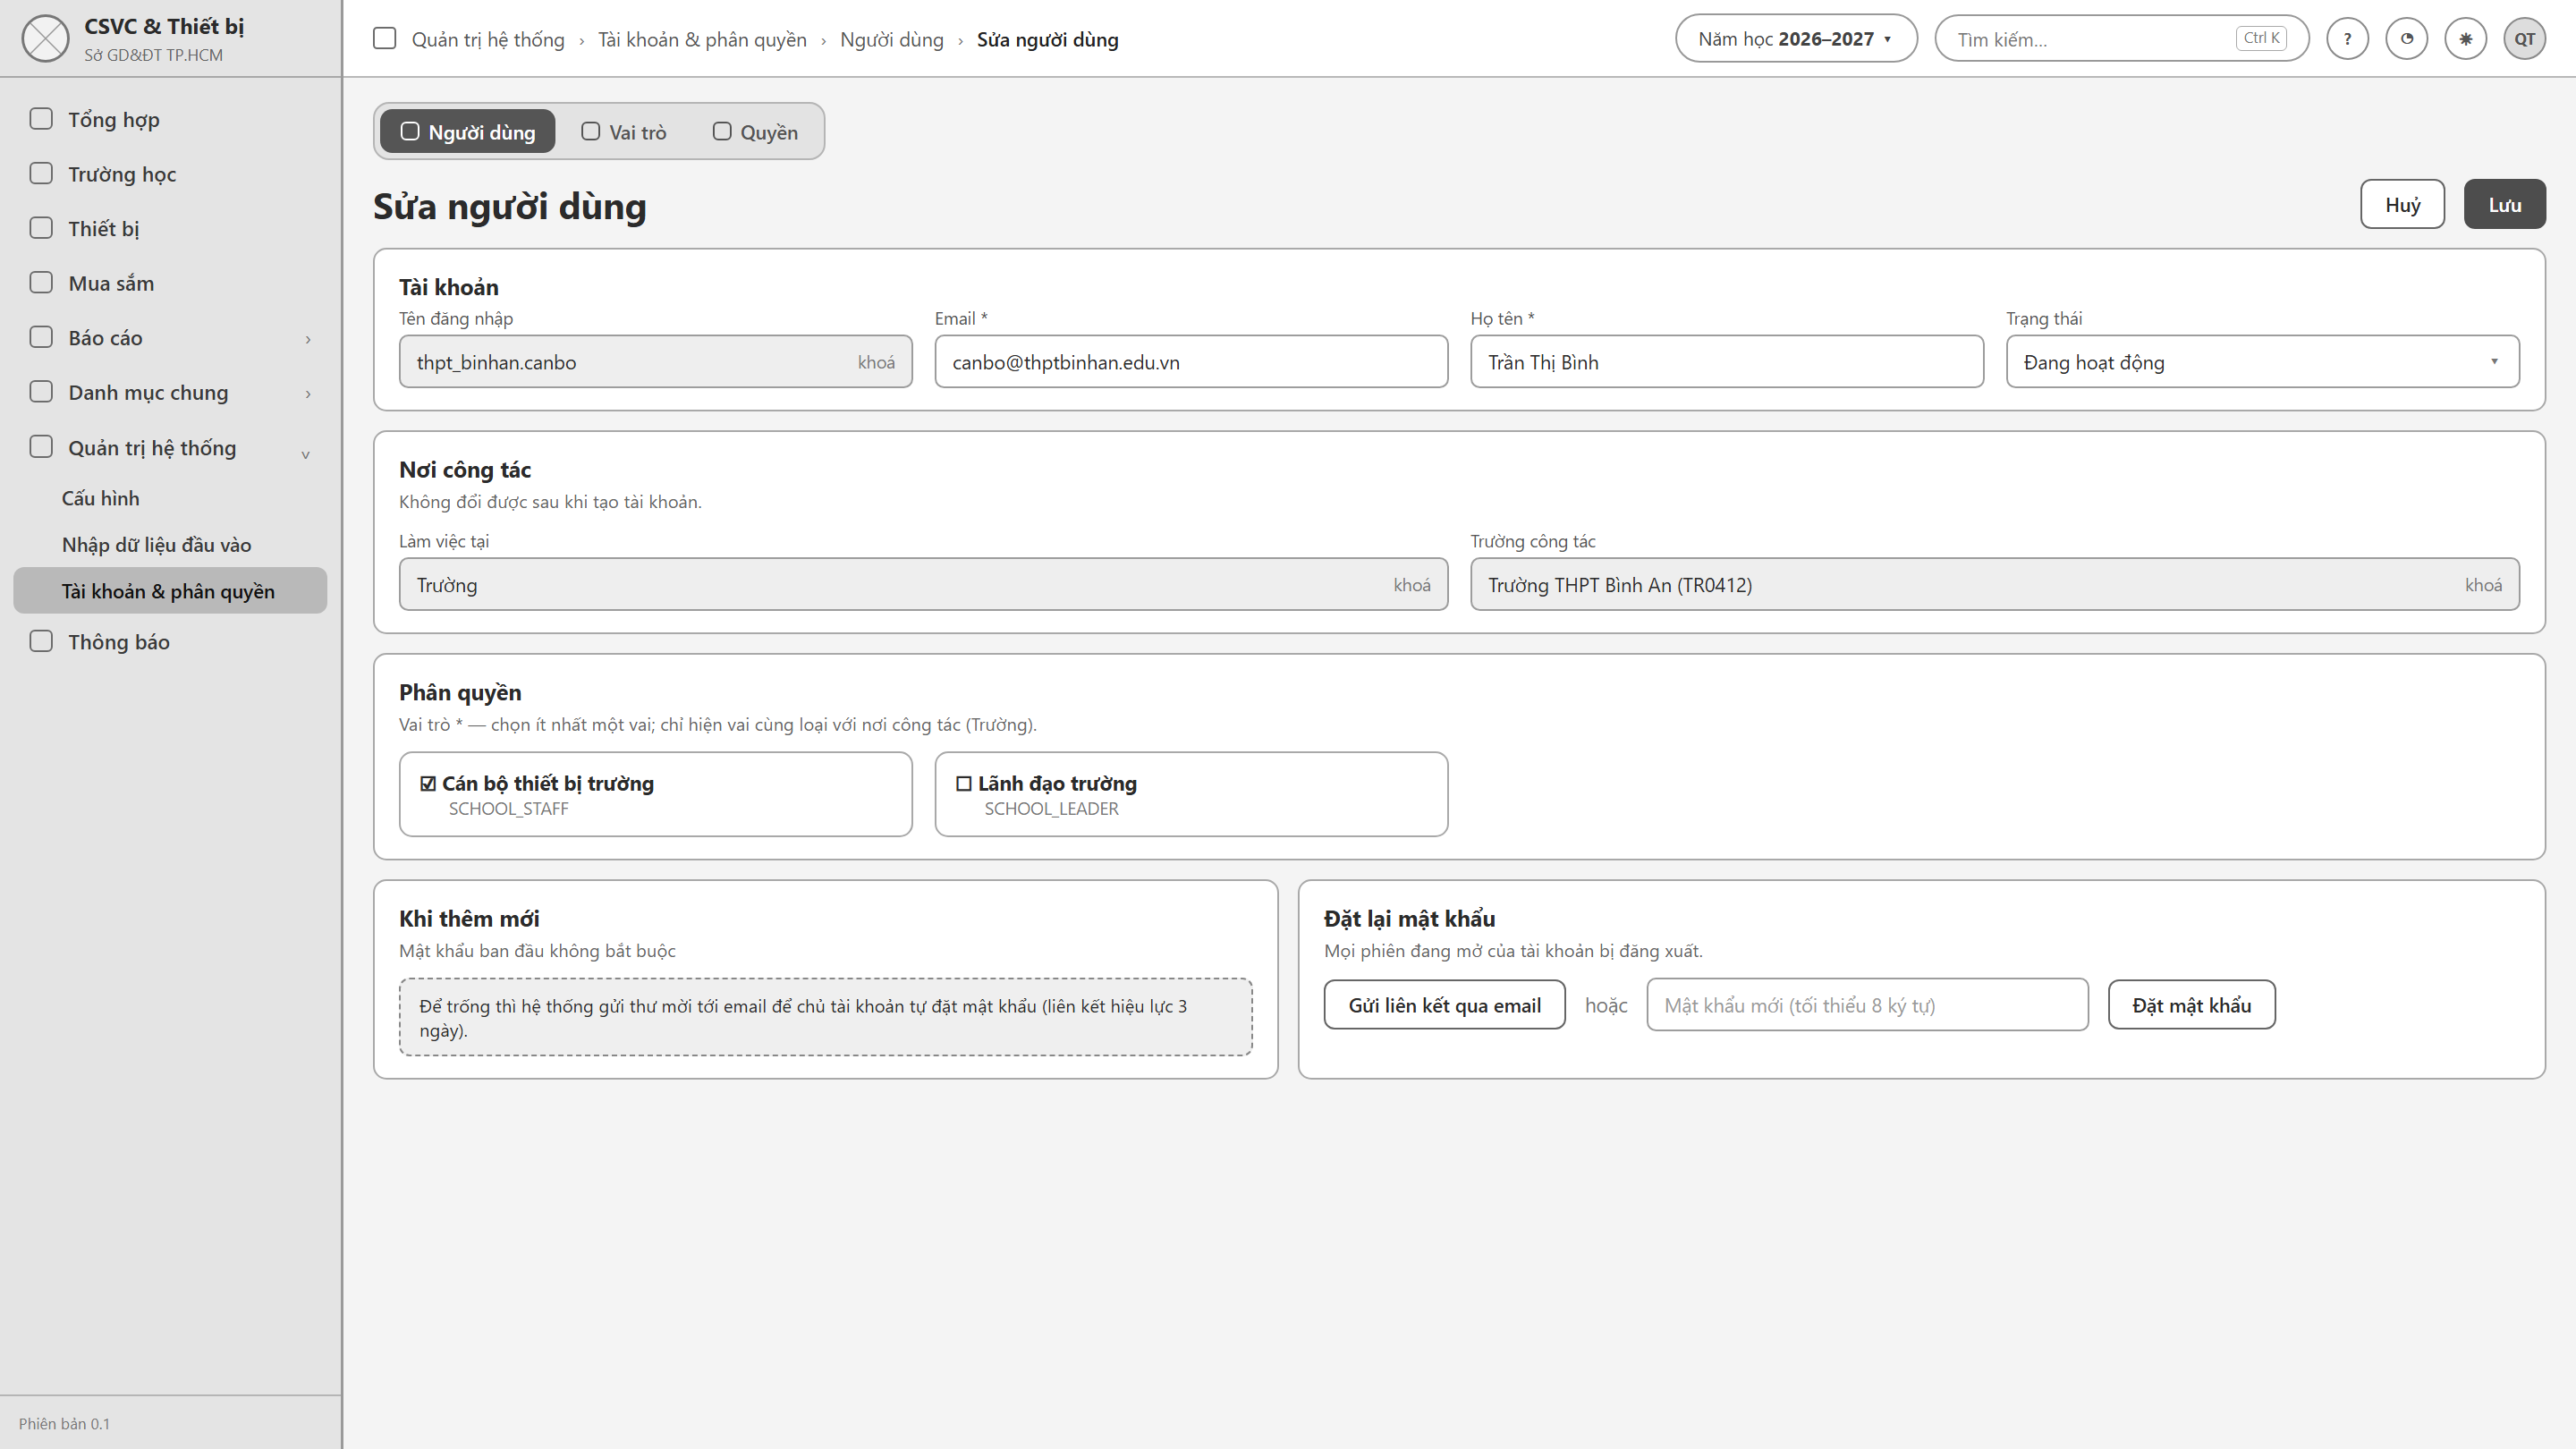 CSVC & Thiết bị
Sở GD&ĐT TP.HCM
Tổng hợp
Trường học
Thiết bị
Mua sắm
Báo cáo ›
Danh mục chung ›
Quản trị hệ thống
Cấu hình
Nhập dữ liệu đầu vào
Tài khoản & phân quyền
Thông báo
Phiên bản 0.1
Quản trị hệ thống › Tài khoản & phân quyền › Người dùng › Sửa người dùng
Năm học 2026–2027 ▾
Tìm kiếm... Ctrl K
?
QT
Người dùng Vai trò Quyền
Sửa người dùng
Huỷ Lưu
Tài khoản
Tên đăng nhập Email * Họ tên * Trạng thái
thpt_binhan.canbo khoá canbo@thptbinhan.edu.vn Trần Thị Bình Đang hoạt động ▾
Nơi công tác
Không đổi được sau khi tạo tài khoản.
Làm việc tại Trường công tác
Trường khoá Trường THPT Bình An (TR0412) khoá
Phân quyền
Vai trò * — chọn ít nhất một vai; chỉ hiện vai cùng loại với nơi công tác (Trường).
☑ Cán bộ thiết bị trường ☐ Lãnh đạo trường
SCHOOL_STAFF SCHOOL_LEADER
Khi thêm mới
Mật khẩu ban đầu không bắt buộc
Để trống thì hệ thống gửi thư mời tới email để chủ tài khoản tự đặt mật khẩu (liên kết hiệu lực 3
ngày).
Đặt lại mật khẩu
Mọi phiên đang mở của tài khoản bị đăng xuất.
Gửi liên kết qua email hoặc Mật khẩu mới (tối thiểu 8 ký tự) Đặt mật khẩu